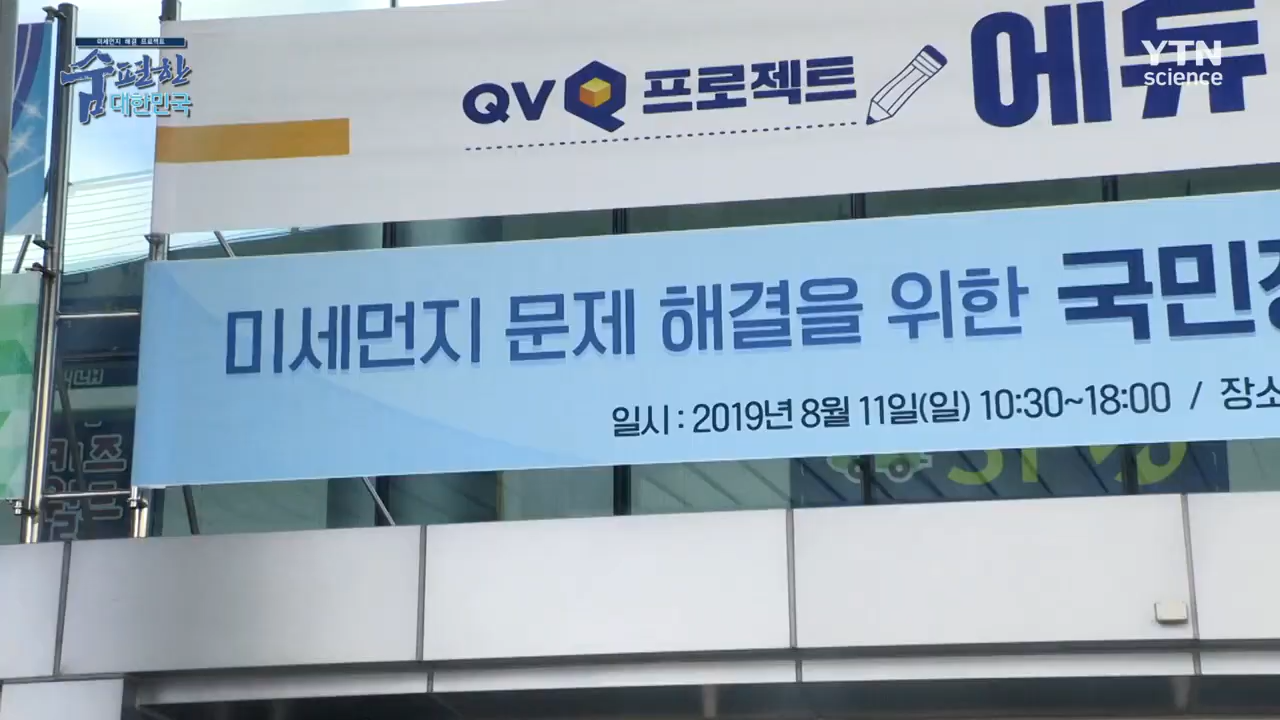 미세먼지 해결 프로젝트
숨 편한
대한민국
YTN
science
QV Q 프로젝트 에듀
미세먼지 문제 해결을 위한 국민
일시 : 2019년 8월 11일(일) 10:30~18:00 / 장소